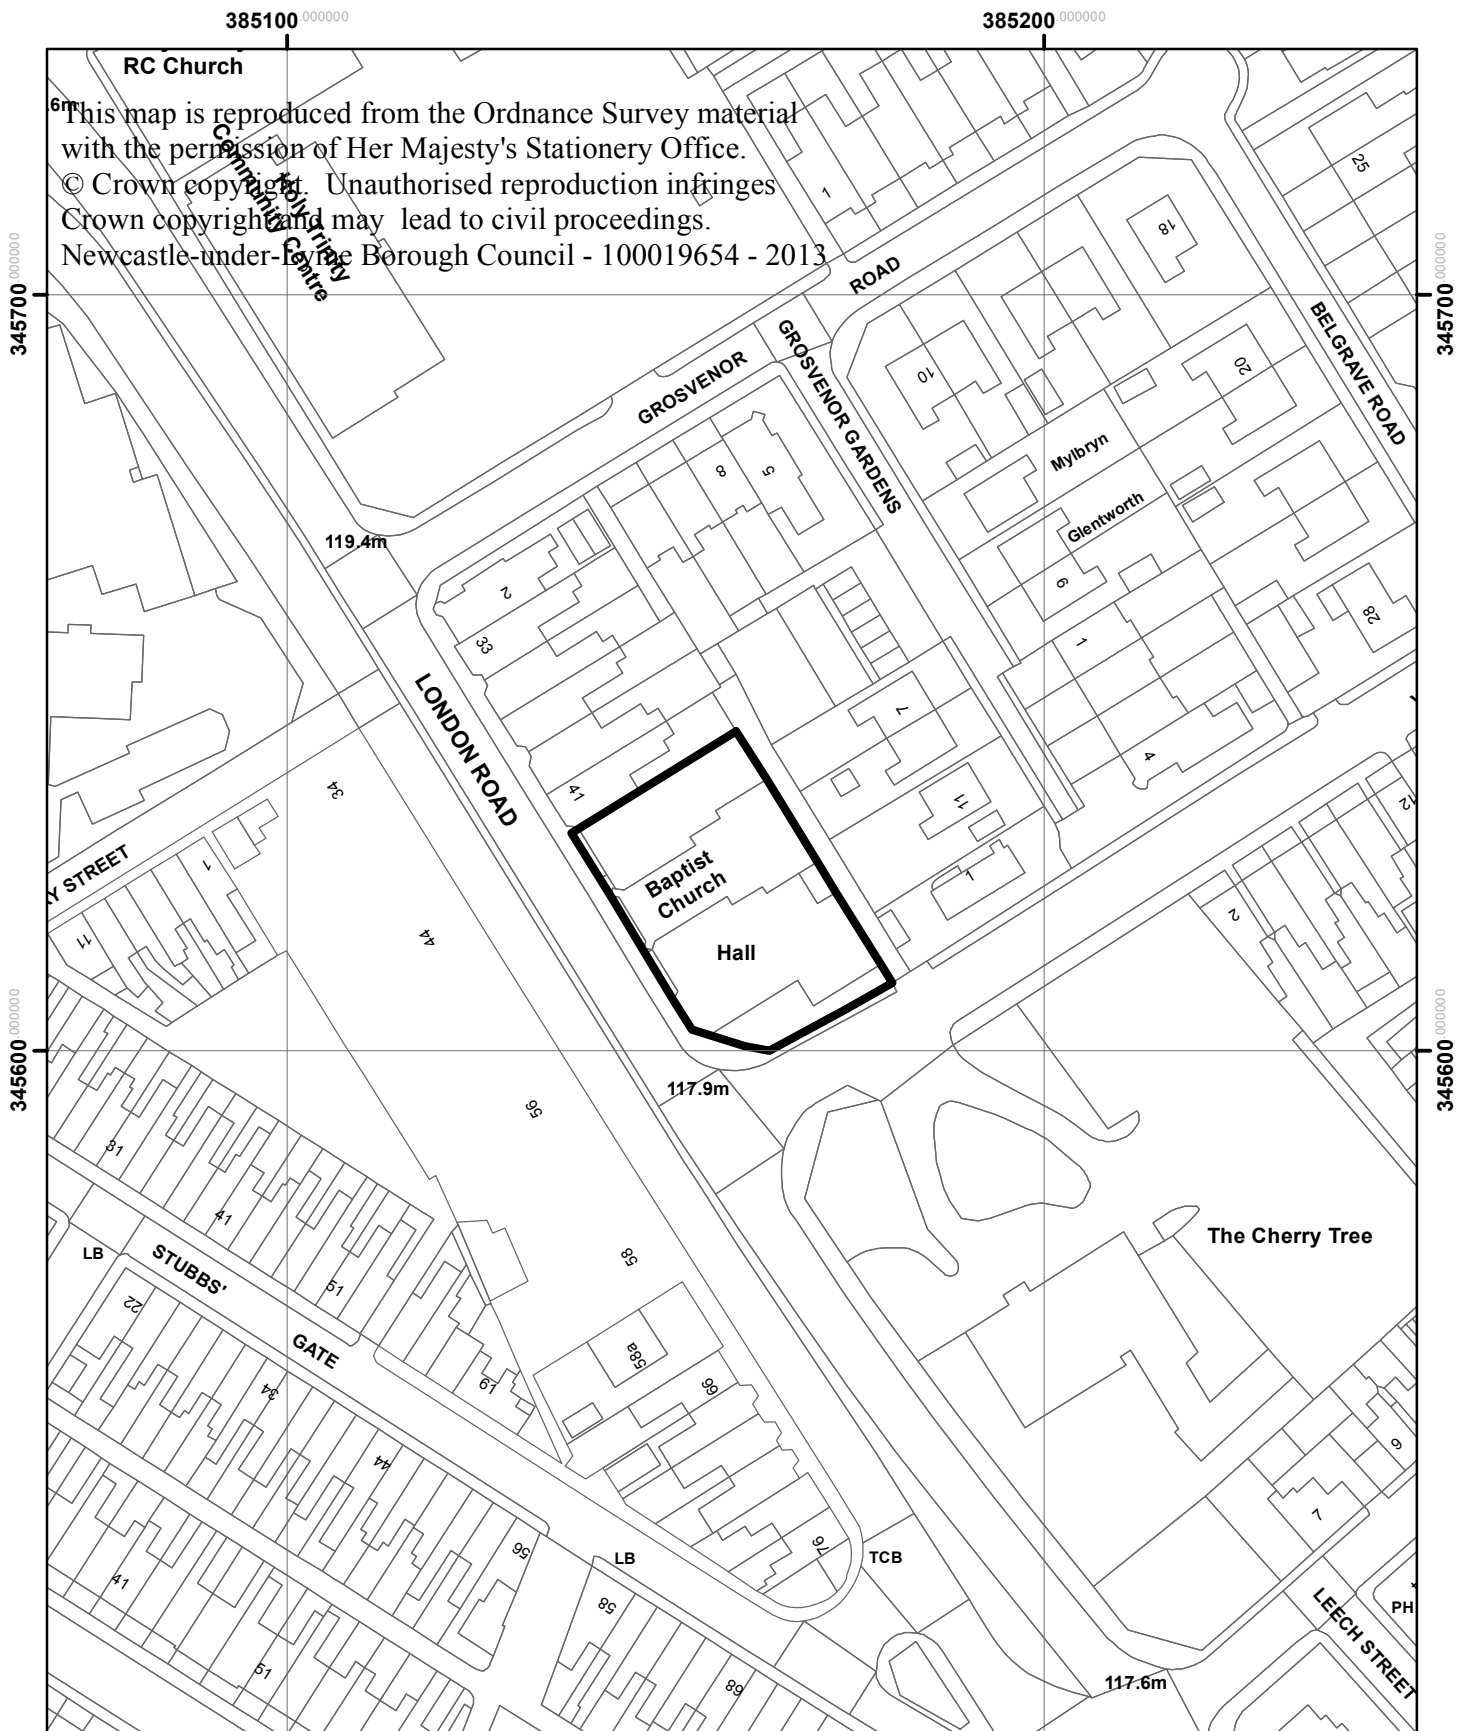 385100.000000
385200.000000
RC Church
.6m
This map is reproduced from the Ordnance Survey material
with the permission of Her Majesty's Stationery Office.
© Crown copyright.  Unauthorised reproduction infringes
Crown copyright and may  lead to civil proceedings.
Newcastle-under-Lyme Borough Council - 100019654 - 2013
Holy Trinity
Community Centre
345700.000000
345700.000000
1
25
18
ROAD
GROSVENOR
GROSVENOR GARDENS
BELGRAVE ROAD
10
20
Mylbryn
Glentworth
8
5
119.4m
2
33
9
1
28
LONDON ROAD
7
4
34
41
11
12
Y STREET
1
Baptist
Church
1
11
44
2
Hall
345600.000000
345600.000000
117.9m
56
31
41
LB
STUBBS'
GATE
51
58
The Cherry Tree
22
58a
34
61
66
44
9
7
56
LB
76
TCB
41
58
LEECH STREET
PH
51
68
117.6m